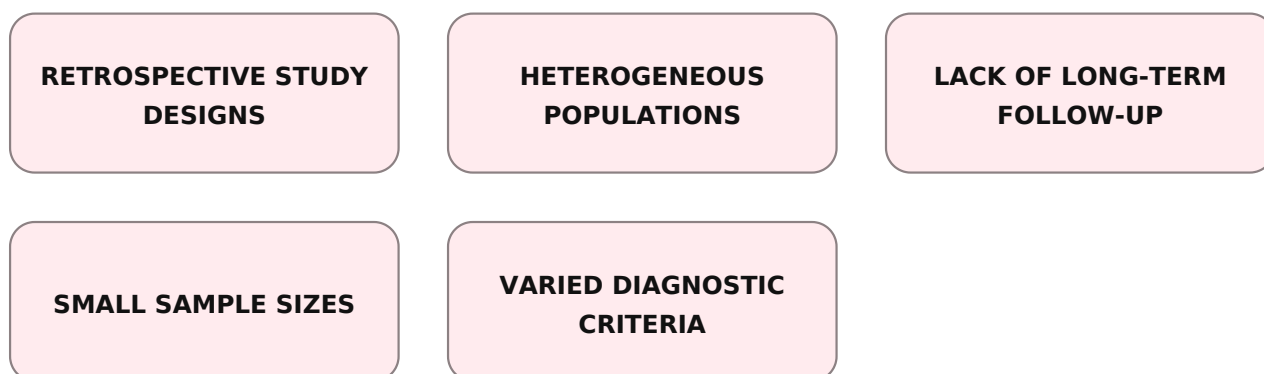 RETROSPECTIVE STUDY
DESIGNS
HETEROGENEOUS
POPULATIONS
LACK OF LONG-TERM
FOLLOW-UP
SMALL SAMPLE SIZES
VARIED DIAGNOSTIC
CRITERIA